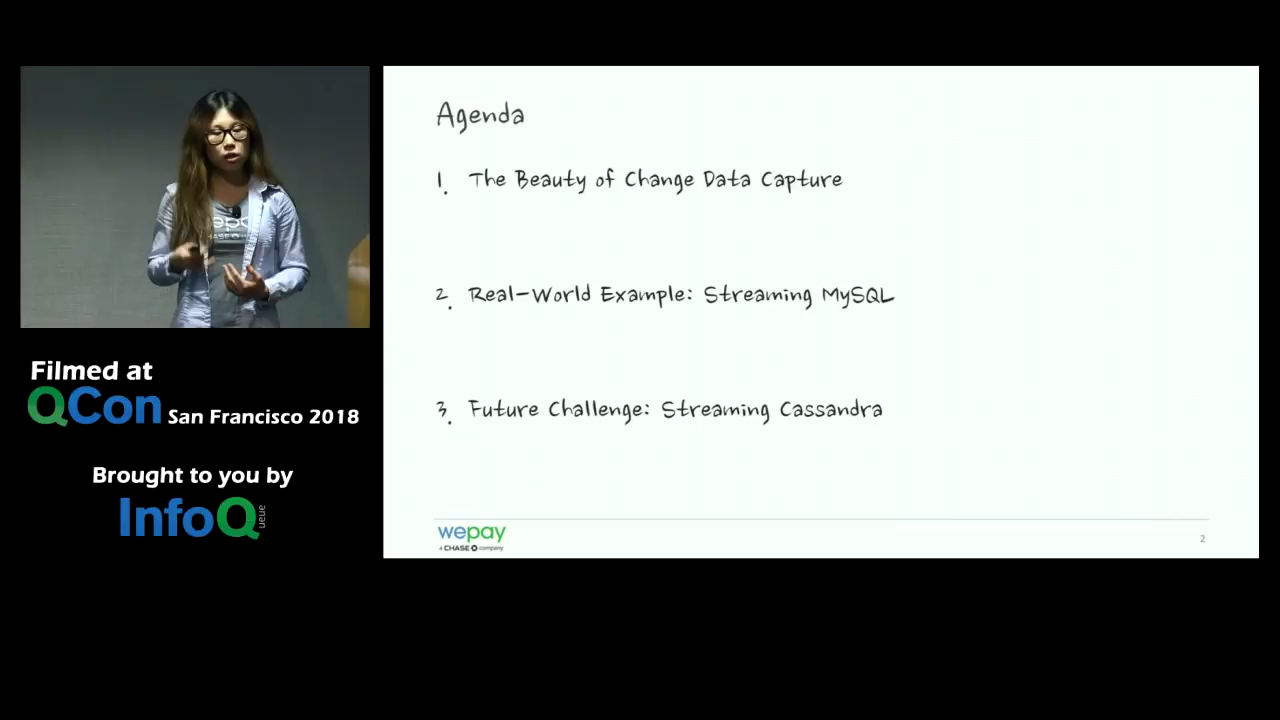 Agenda
1. The Beauty of Change Data Capture
2. Real-World Example: Streaming MySQL
3. Future Challenge: Streaming Cassandra
wepay
a CHASE company
2
Filmed at
QCon San Francisco 2018
Brought to you by
InfoQ
ueue